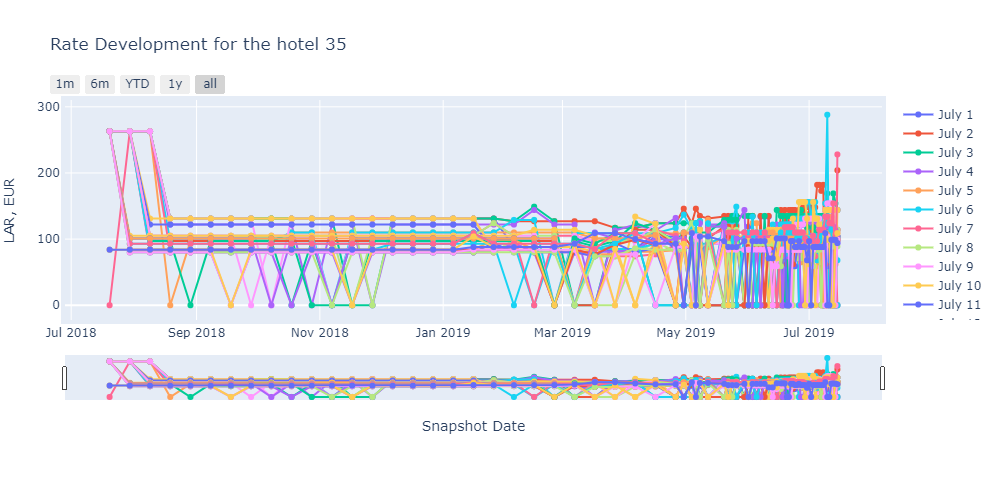 Rate Development for the hotel 35
1m 6m YTD 1y all
LAR, EUR
300
200
100
0
Jul 2018 Sep 2018 Nov 2018 Jan 2019 Mar 2019 May 2019 Jul 2019
Snapshot Date
July 1
July 2
July 3
July 4
July 5
July 6
July 7
July 8
July 9
July 10
July 11